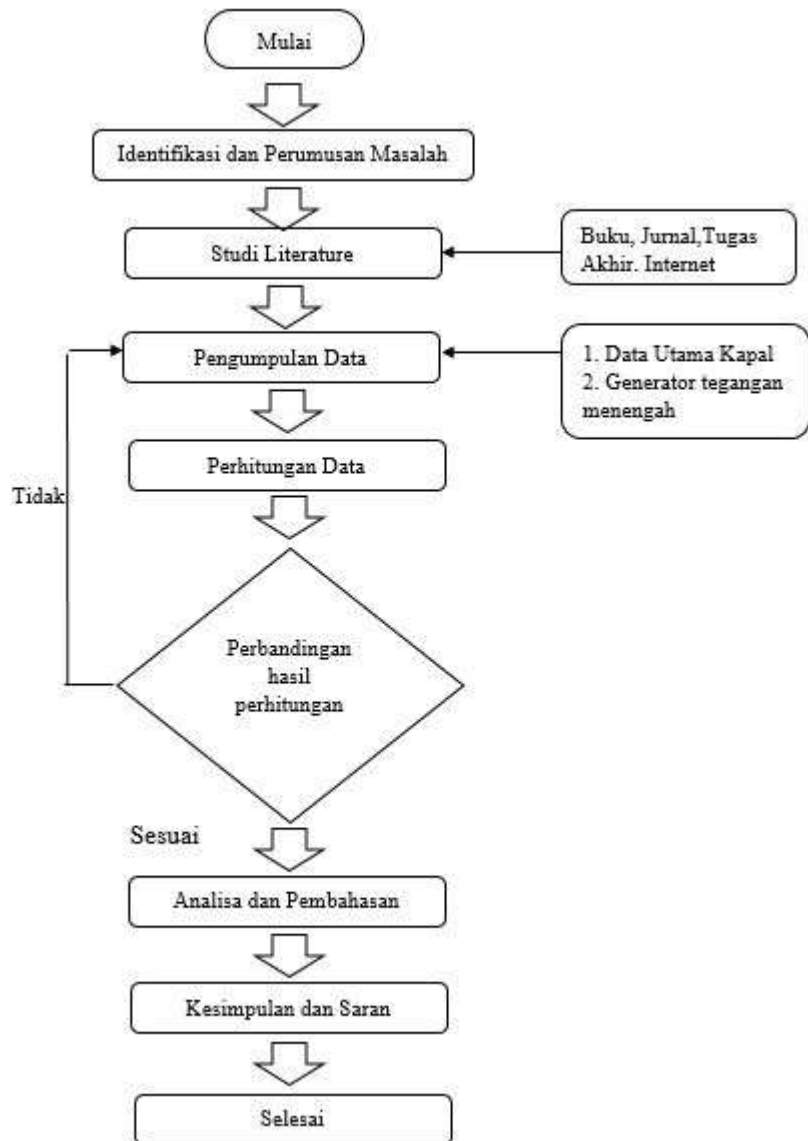 Mulai
Identifikasi dan Perumusan Masalah
Studi Literature
Buku, Jurnal,Tugas
Akhir. Internet
Pengumpulan Data
1. Data Utama Kapal
2. Generator tegangan
menengah
Perhitungan Data
Tidak
Perbandingan
hasil
perhitungan
Sesuai
Analisa dan Pembahasan
Kesimpulan dan Saran
Selesai